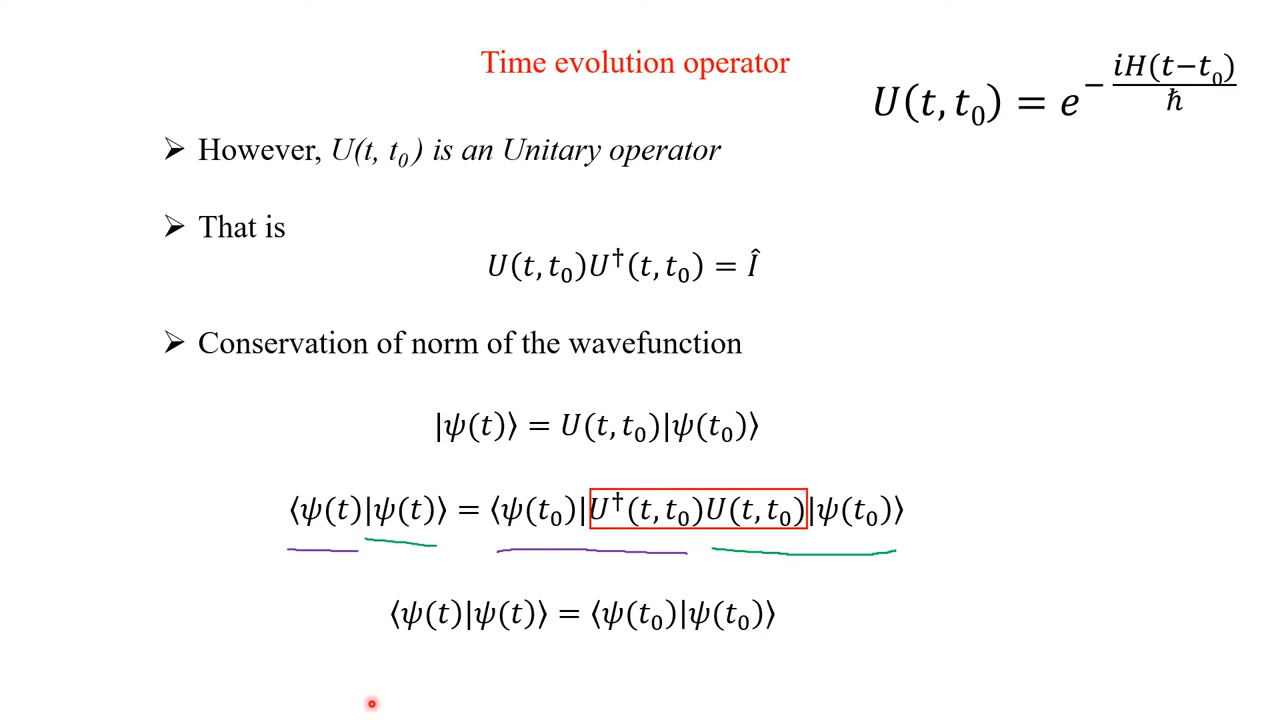 Time evolution operator
U(t, t₀) = e^{−\frac{iH(t−t₀)}{ℏ}}
➢ However, U(t, t₀ ) is an Unitary operator
➢ That is
U(t, t₀)U†(t, t₀) = Î
➢ Conservation of norm of the wavefunction
|ψ(t)⟩ = U(t, t₀)|ψ(t₀)⟩
⟨ψ(t)|ψ(t)⟩ = ⟨ψ(t₀)|U†(t, t₀)U(t, t₀)|ψ(t₀)⟩
⟨ψ(t)|ψ(t)⟩ = ⟨ψ(t₀)|ψ(t₀)⟩